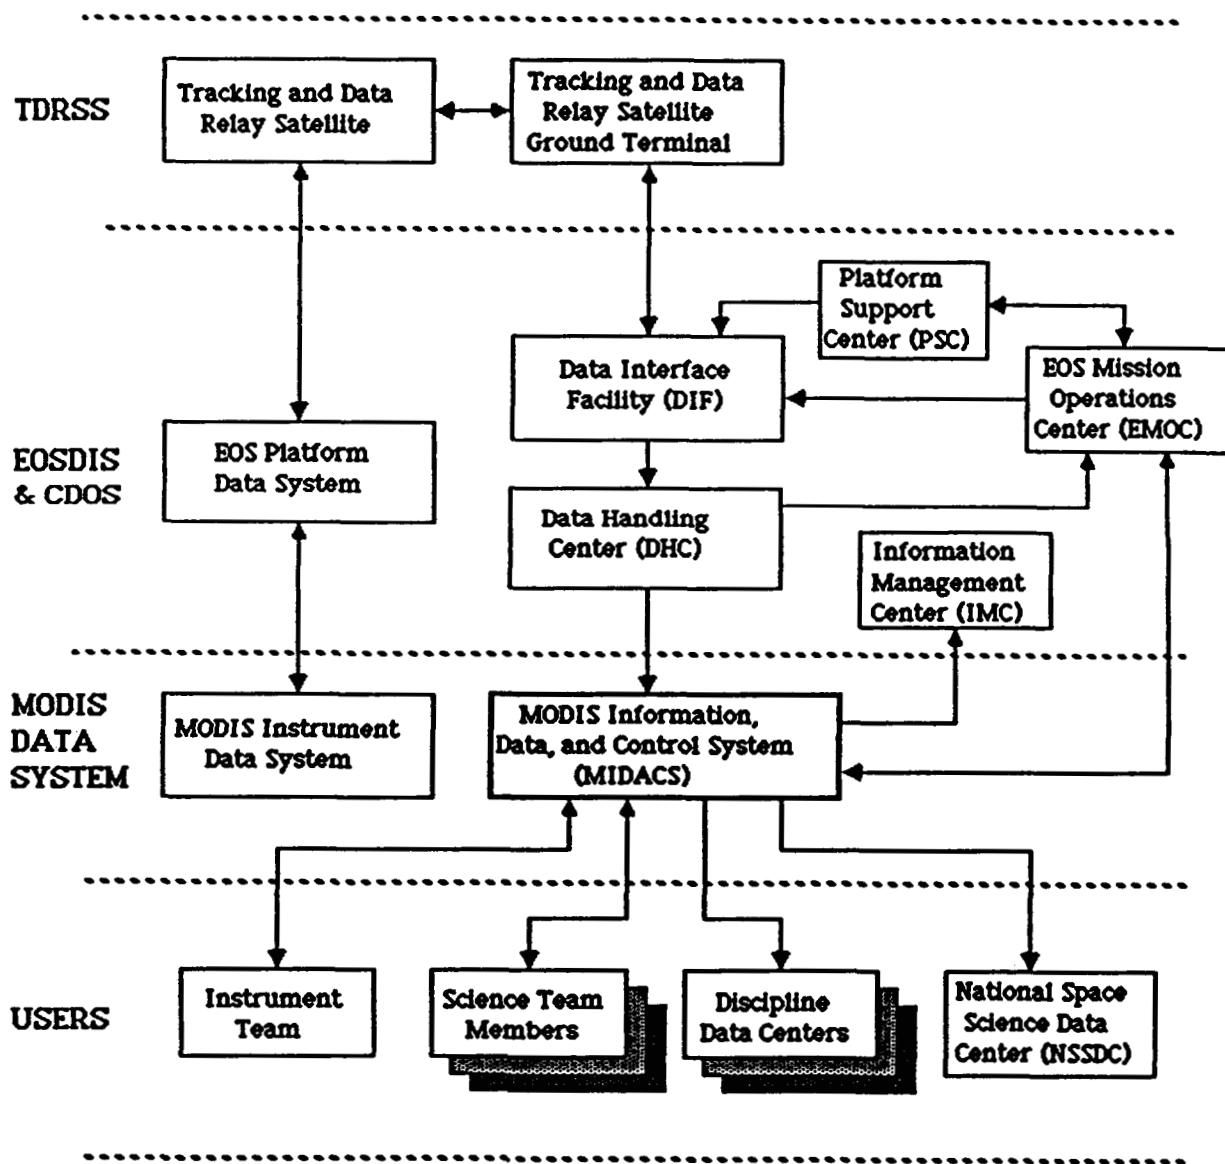 TDRSS
Tracking and Data
Relay Satellite
Tracking and Data
Relay Satellite
Ground Terminal
EOSDIS
& CDOS
Platform
Support
Center (PSC)
Data Interface
Facility (DIF)
EOS Mission
Operations
Center (EMOC)
EOS Platform
Data System
Data Handling
Center (DHC)
Information
Management
Center (IMC)
MODIS
DATA
SYSTEM
MODIS Instrument
Data System
MODIS Information,
Data, and Control System
(MIDACS)
USERS
Instrument
Team
Science Team
Members
Discipline
Data Centers
National Space
Science Data
Center (NSSDC)